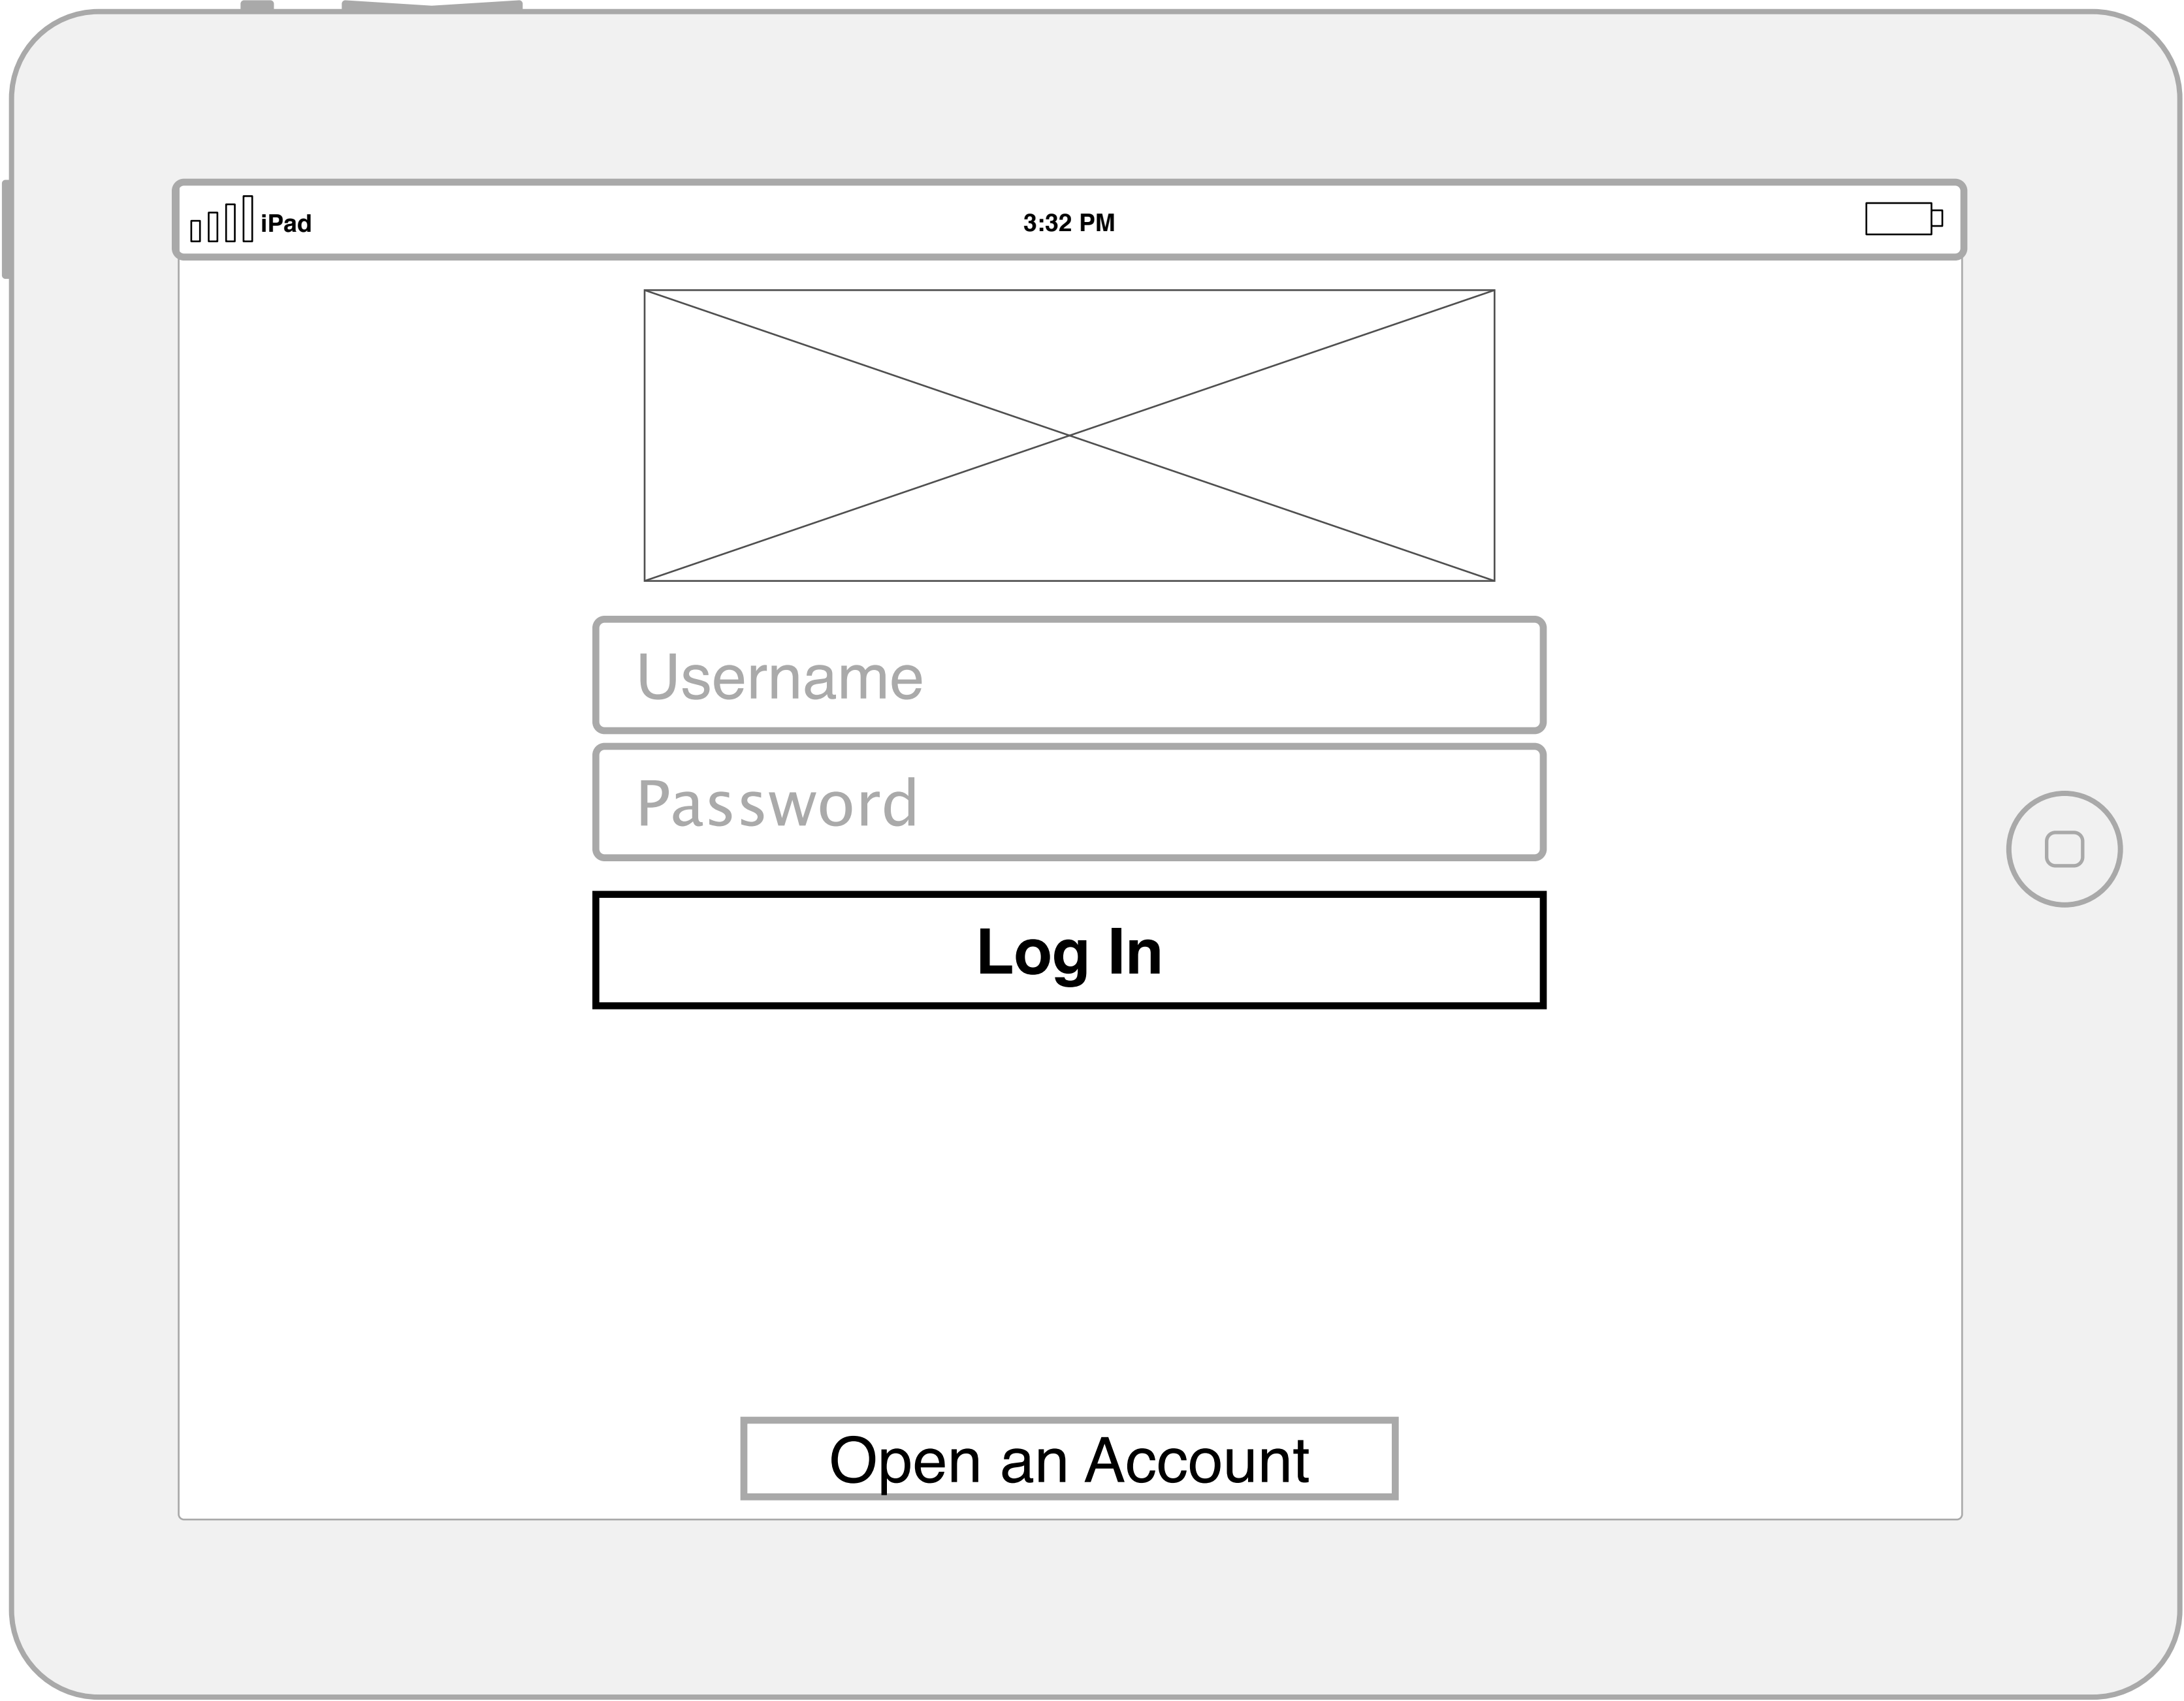 iPad
3:32 PM
Username
Password
Log In
Open an Account